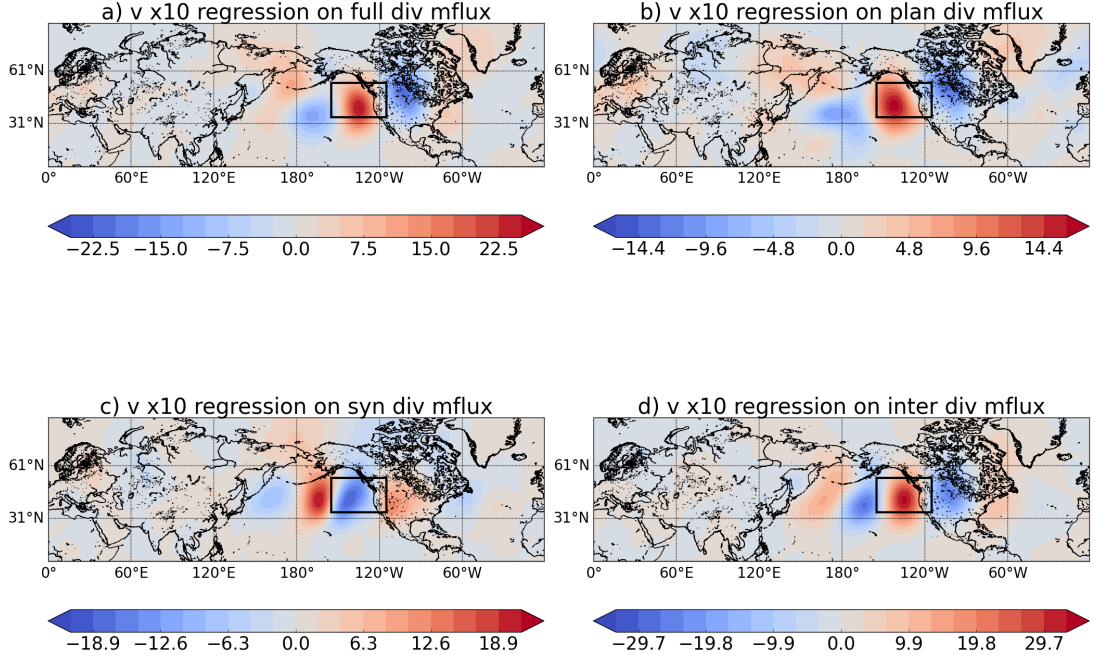 a) v x10 regression on full div mflux
b) v x10 regression on plan div mflux
61°N
31°N
0° 60°E 120°E 180° 120°W 60°W
61°N
31°N
0° 60°E 120°E 180° 120°W 60°W
−22.5 −15.0 −7.5 0.0 7.5 15.0 22.5
−14.4 −9.6 −4.8 0.0 4.8 9.6 14.4
c) v x10 regression on syn div mflux
d) v x10 regression on inter div mflux
61°N
31°N
0° 60°E 120°E 180° 120°W 60°W
61°N
31°N
0° 60°E 120°E 180° 120°W 60°W
−18.9 −12.6 −6.3 0.0 6.3 12.6 18.9
−29.7 −19.8 −9.9 0.0 9.9 19.8 29.7